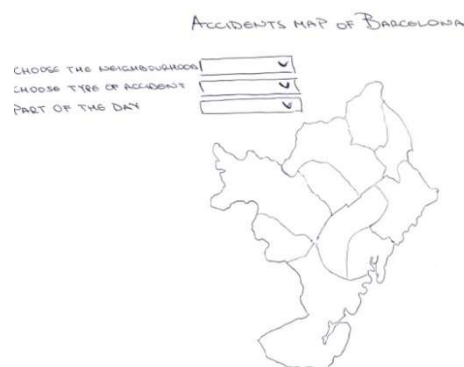 ACCIDENTS MAP OF BARCELONA
CHOOSE THE NEIGHBOURHOOD
CHOOSE TYPE OF ACCIDENT
PART OF THE DAY